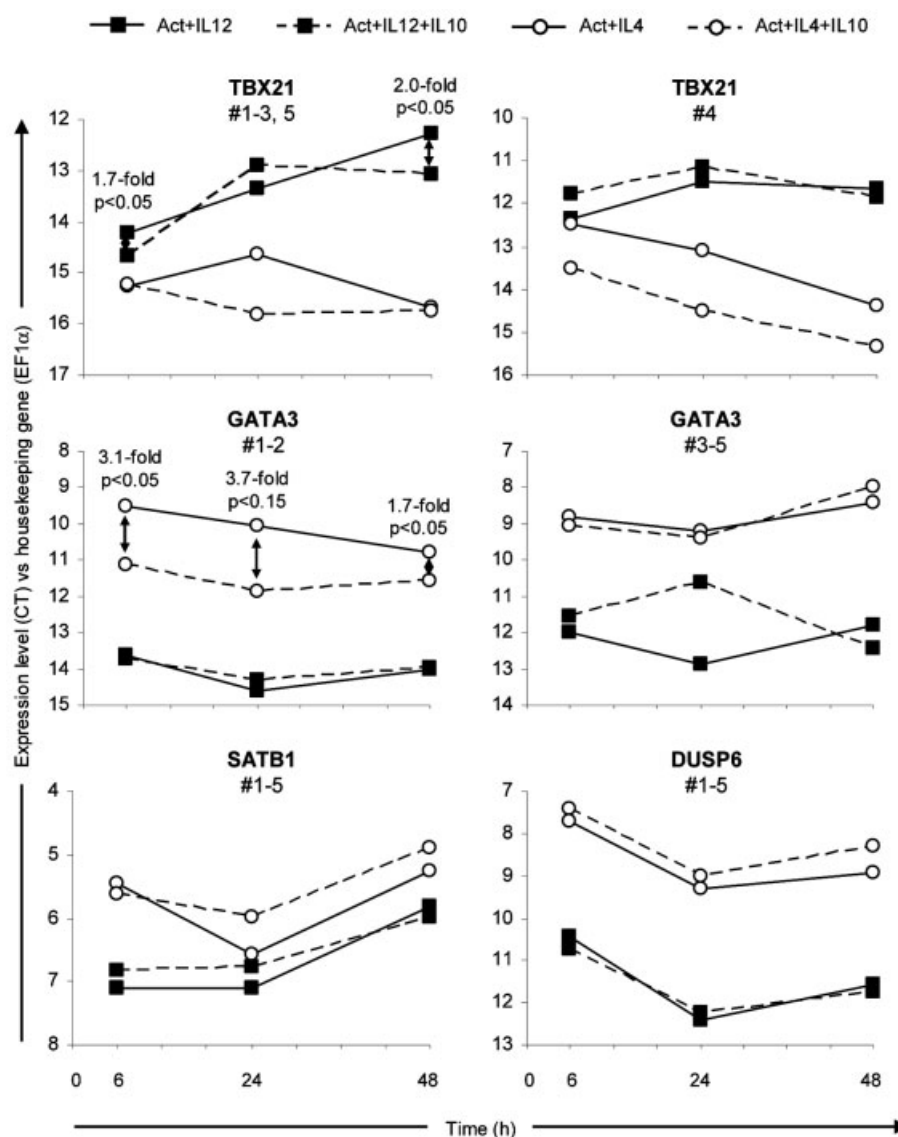 Act+IL12 Act+IL12+IL10 Act+IL4 Act+IL4+IL10
Expression level (CT) vs housekeeping gene (EF1α)
TBX21
#1-3, 5
2.0-fold
p<0.05
1.7-fold
p<0.05
12
13
14
15
16
17
TBX21
#4
10
11
12
13
14
15
16
GATA3
#1-2
3.1-fold
p<0.05
3.7-fold
p<0.15
1.7-fold
p<0.05
8
9
10
11
12
13
14
15
GATA3
#3-5
7
8
9
10
11
12
13
14
SATB1
#1-5
4
5
6
7
8
0 6 24 48
DUSP6
#1-5
7
8
9
10
11
12
13
0 6 24 48
Time (h)